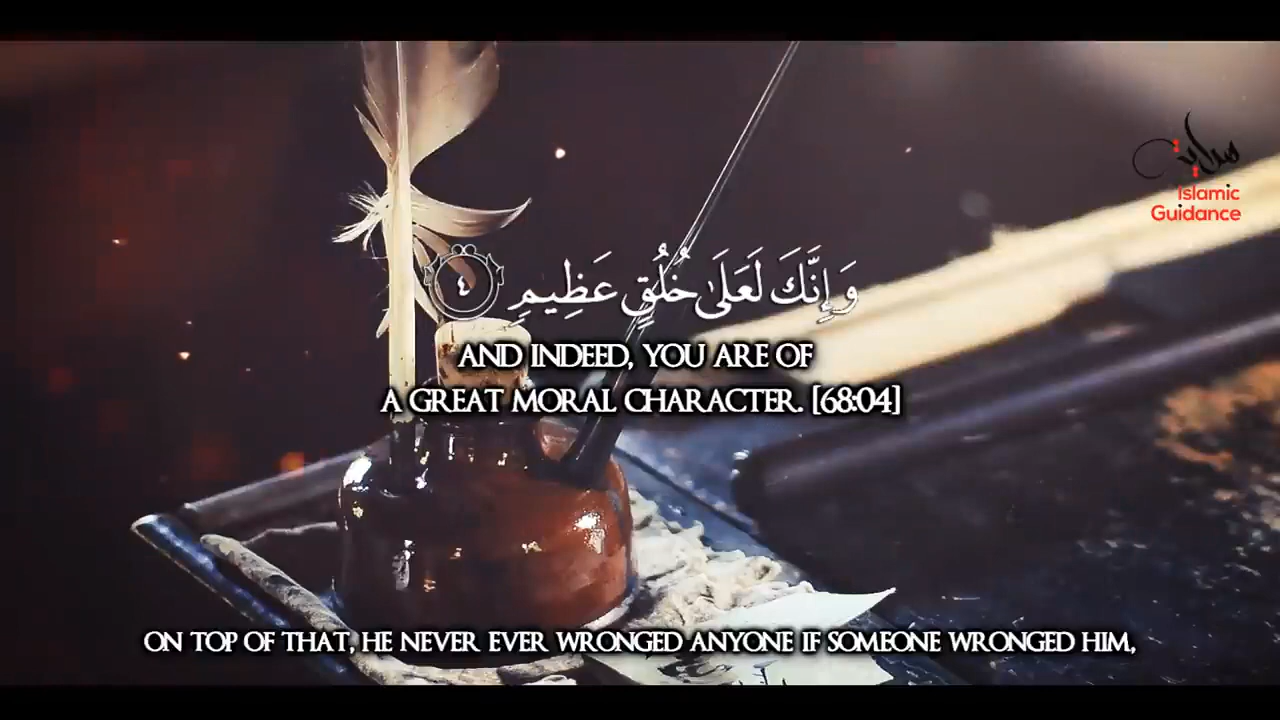 هداية
Islamic
Guidance
وَإِنَّكَ لَعَلَىٰ خُلُقٍ عَظِيمٍ ٤
AND INDEED, YOU ARE OF
A GREAT MORAL CHARACTER. [68:04]
ON TOP OF THAT, HE NEVER EVER WRONGED ANYONE IF SOMEONE WRONGED HIM,